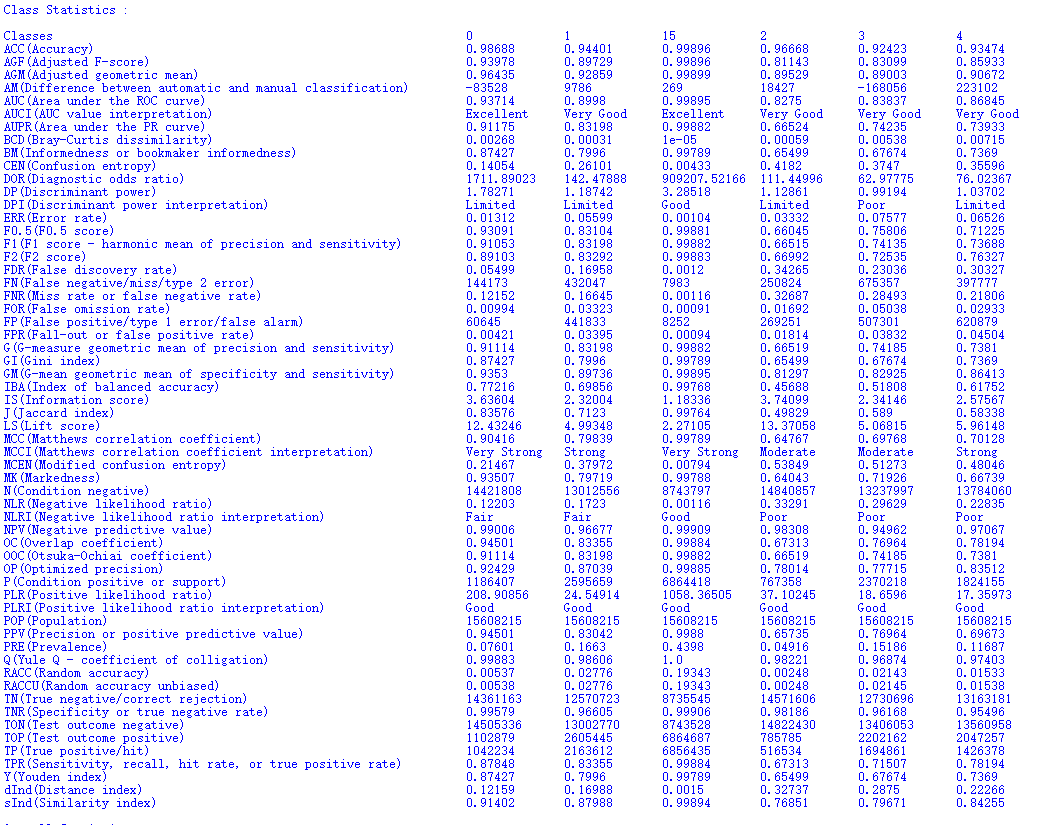 Class Statistics :
Classes 0 1 15 2 3 4
ACC(Accuracy) 0.98688 0.94401 0.99896 0.96668 0.92423 0.93474
AGF(Adjusted F-score) 0.93978 0.89729 0.99896 0.81143 0.83099 0.85933
AGM(Adjusted geometric mean) 0.96435 0.92859 0.99899 0.89529 0.89003 0.90672
AM(Difference between automatic and manual classification) -83528 9786 269 18427 -168056 223102
AUC(Area under the ROC curve) 0.93714 0.8998 0.99895 0.8275 0.83837 0.86845
AUCI(AUC value interpretation) Excellent Very Good Excellent Very Good Very Good Very Good
AUPR(Area under the PR curve) 0.91175 0.83198 0.99882 0.66524 0.74235 0.73933
BCD(Bray-Curtis dissimilarity) 0.00268 0.00031 1e-05 0.00059 0.00538 0.00715
BM(Informedness or bookmaker informedness) 0.87427 0.7996 0.99789 0.65499 0.67674 0.7369
CEN(Confusion entropy) 0.14054 0.26101 0.00433 0.4182 0.3747 0.35596
DOR(Diagnostic odds ratio) 1711.89023 142.47888 909207.52166 111.44996 62.97775 76.02367
DP(Discriminant power) 1.78271 1.18742 3.28518 1.12861 0.99194 1.03702
DPI(Discriminant power interpretation) Limited Limited Good Limited Poor Limited
ERR(Error rate) 0.01312 0.05599 0.00104 0.03332 0.07577 0.06526
F0.5(F0.5 score) 0.93091 0.83104 0.99881 0.66045 0.75806 0.71225
F1(F1 score - harmonic mean of precision and sensitivity) 0.91053 0.83198 0.99882 0.66515 0.74135 0.73688
F2(F2 score) 0.89103 0.83292 0.99883 0.66992 0.72535 0.76327
FDR(False discovery rate) 0.05499 0.16958 0.0012 0.34265 0.23036 0.30327
FN(False negative/miss/type 2 error) 144173 432047 7983 250824 675357 397777
FNR(Miss rate or false negative rate) 0.12152 0.16645 0.00116 0.32687 0.28493 0.21806
FOR(False omission rate) 0.00994 0.03323 0.00091 0.01692 0.05038 0.02933
FP(False positive/type 1 error/false alarm) 60645 441833 8252 269251 507301 620879
FPR(Fall-out or false positive rate) 0.00421 0.03395 0.00094 0.01814 0.03832 0.04504
G(G-measure geometric mean of precision and sensitivity) 0.91114 0.83198 0.99882 0.66519 0.74185 0.7381
GI(Gini index) 0.87427 0.7996 0.99789 0.65499 0.67674 0.7369
GM(G-mean geometric mean of specificity and sensitivity) 0.9353 0.89736 0.99895 0.81297 0.82925 0.86413
IBA(Index of balanced accuracy) 0.77216 0.69856 0.99768 0.45688 0.51808 0.61752
IS(Information score) 3.63604 2.32004 1.18336 3.74099 2.34146 2.57567
J(Jaccard index) 0.83576 0.7123 0.99764 0.49829 0.589 0.58338
LS(Lift score) 12.43246 4.99348 2.27105 13.37058 5.06815 5.96148
MCC(Matthews correlation coefficient) 0.90416 0.79839 0.99789 0.64767 0.69768 0.70128
MCCI(Matthews correlation coefficient interpretation) Very Strong Strong Very Strong Moderate Moderate Strong
MCEN(Modified confusion entropy) 0.21467 0.37972 0.00794 0.53849 0.51273 0.48046
MK(Markedness) 0.93507 0.79719 0.99788 0.64043 0.71926 0.66739
N(Condition negative) 14421808 13012556 8743797 14840857 13237997 13784060
NLR(Negative likelihood ratio) 0.12203 0.1723 0.00116 0.33291 0.29629 0.22835
NLRI(Negative likelihood ratio interpretation) Fair Fair Good Poor Poor Poor
NPV(Negative predictive value) 0.99006 0.96677 0.99909 0.98308 0.94962 0.97067
OC(Overlap coefficient) 0.94501 0.83355 0.99884 0.67313 0.76964 0.78194
OOC(Otsuka-Ochiai coefficient) 0.91114 0.83198 0.99882 0.66519 0.74185 0.7381
OP(Optimized precision) 0.92429 0.87039 0.99885 0.78014 0.77715 0.83512
P(Condition positive or support) 1186407 2595659 6864418 767358 2370218 1824155
PLR(Positive likelihood ratio) 208.90856 24.54914 1058.36505 37.10245 18.6596 17.35973
PLRI(Positive likelihood ratio interpretation) Good Good Good Good Good Good
POP(Population) 15608215 15608215 15608215 15608215 15608215 15608215
PPV(Precision or positive predictive value) 0.94501 0.83042 0.9988 0.65735 0.76964 0.69673
PRE(Prevalence) 0.07601 0.1663 0.4398 0.04916 0.15186 0.11687
Q(Yule Q - coefficient of colligation) 0.99883 0.98606 1.0 0.98221 0.96874 0.97403
RACC(Random accuracy) 0.00537 0.02776 0.19343 0.00248 0.02143 0.01533
RACCU(Random accuracy unbiased) 0.00538 0.02776 0.19343 0.00248 0.02145 0.01538
TN(True negative/correct rejection) 14361163 12570723 8735545 14571606 12730696 13163181
TNR(Specificity or true negative rate) 0.99579 0.96605 0.99906 0.98186 0.96168 0.95496
TON(Test outcome negative) 14505336 13002770 8743528 14822430 13406053 13560958
TOP(Test outcome positive) 1102879 2605445 6864687 785785 2202162 2047257
TP(True positive/hit) 1042234 2163612 6856435 516534 1694861 1426378
TPR(Sensitivity, recall, hit rate, or true positive rate) 0.87848 0.83355 0.99884 0.67313 0.71507 0.78194
Y(Youden index) 0.87427 0.7996 0.99789 0.65499 0.67674 0.7369
dInd(Distance index) 0.12159 0.16988 0.0015 0.32737 0.2875 0.22266
sInd(Similarity index) 0.91402 0.87988 0.99894 0.76851 0.79671 0.84255